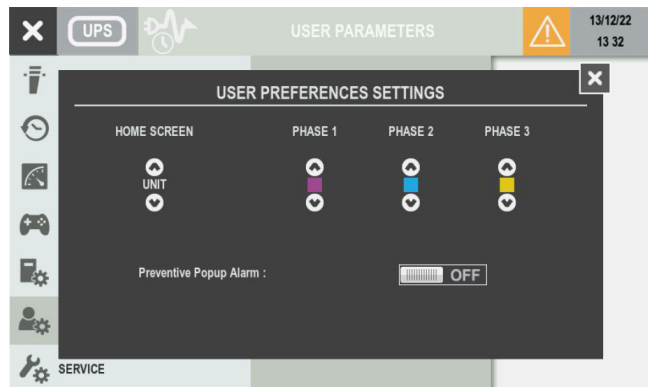 UPS
USER PARAMETERS
13/12/22
13 32
USER PREFERENCES SETTINGS
HOME SCREEN PHASE 1 PHASE 2 PHASE 3
UNIT
Preventive Popup Alarm :
OFF
SERVICE